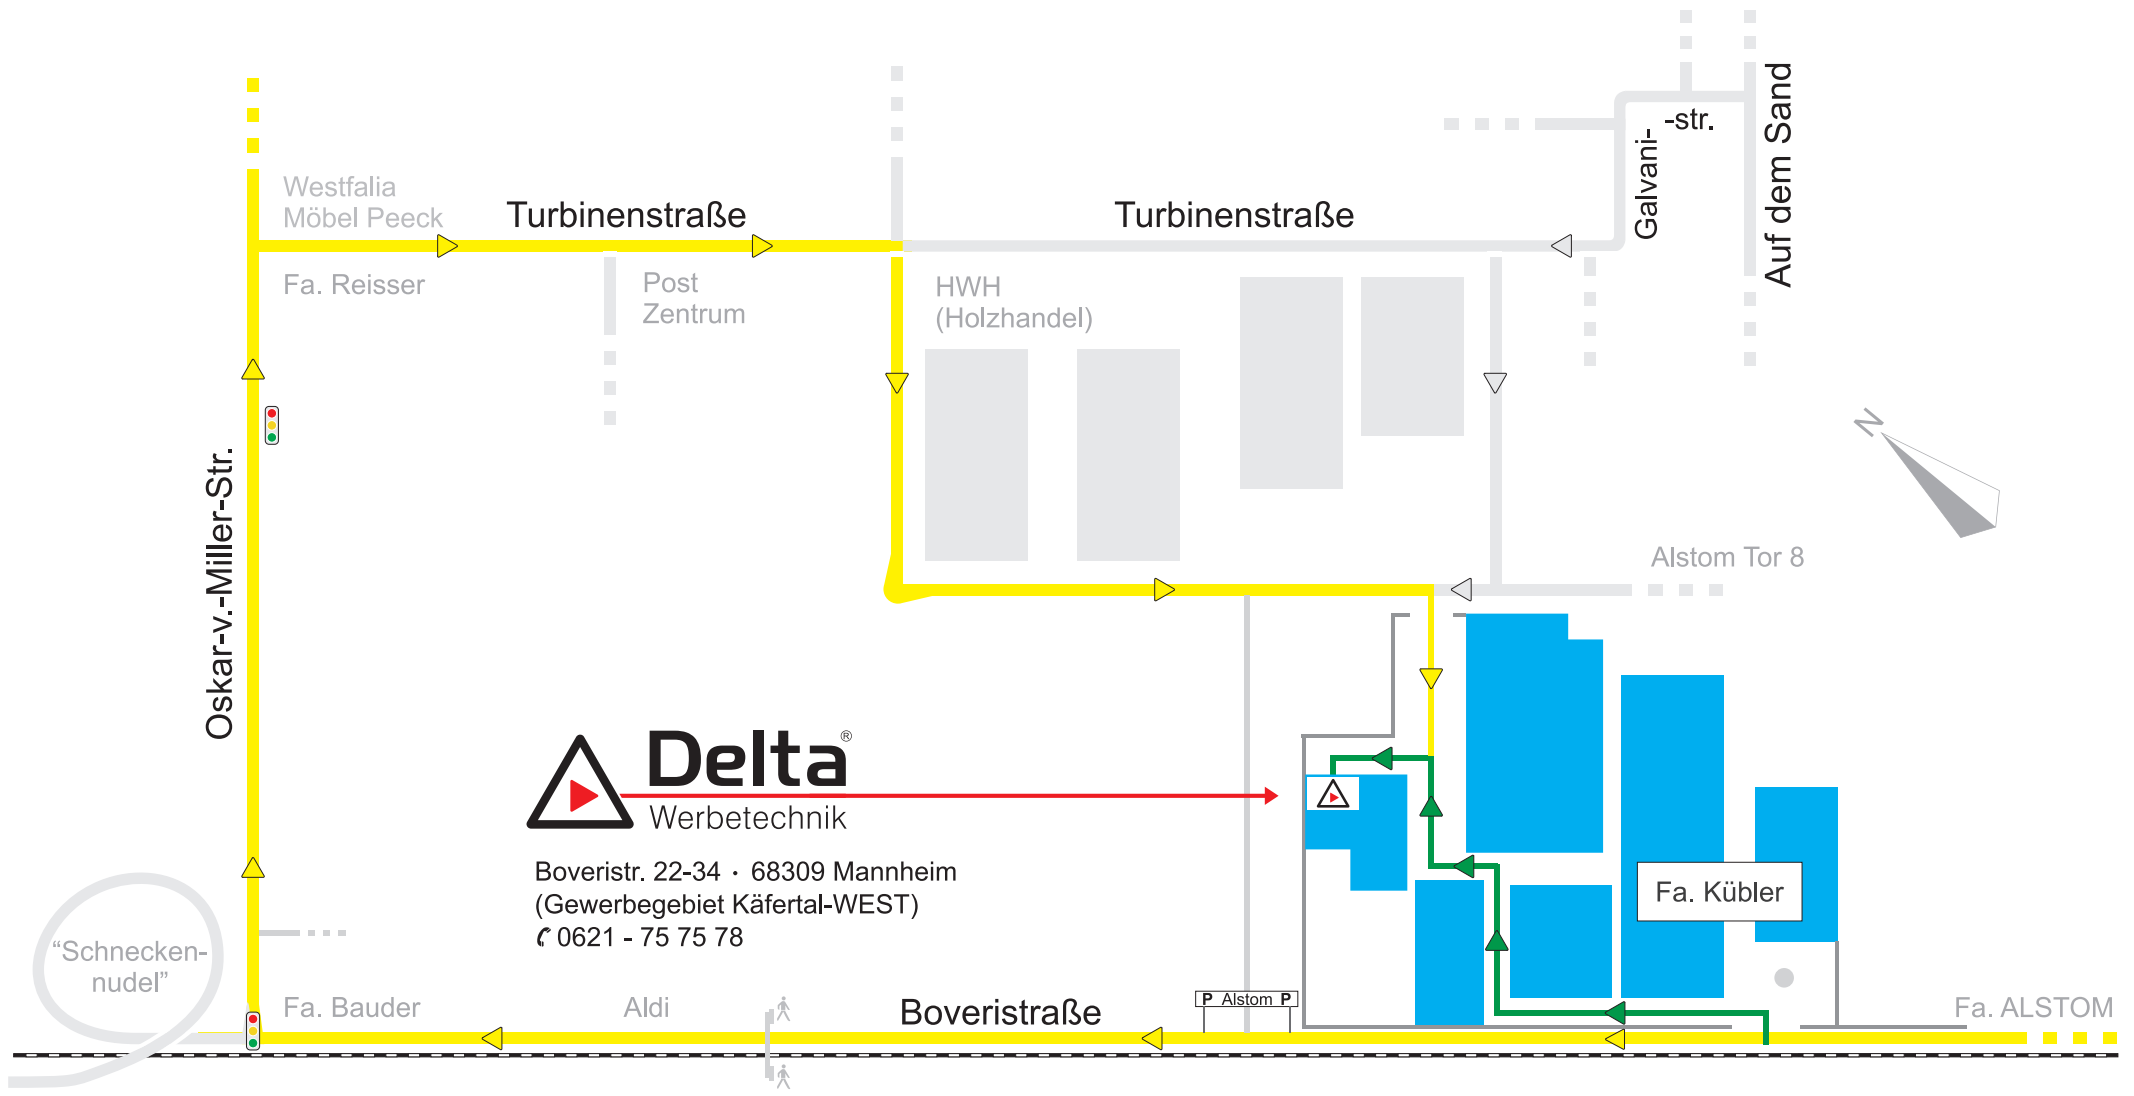 Auf dem Sand
-str.
Galvani-
Westfalia
Möbel Peeck
Turbinenstraße
Turbinenstraße
Fa. Reisser
Post
Zentrum
HWH
(Holzhandel)
N
Oskar-v.-Miller-Str.
Alstom Tor 8
Delta®
Werbetechnik
Boveristr. 22-34 · 68309 Mannheim
(Gewerbegebiet Käfertal-WEST)
✆ 0621 - 75 75 78
Fa. Kübler
“Schnecken-
nudel”
Fa. Bauder
Aldi
Boveristraße
P Alstom P
Fa. ALSTOM